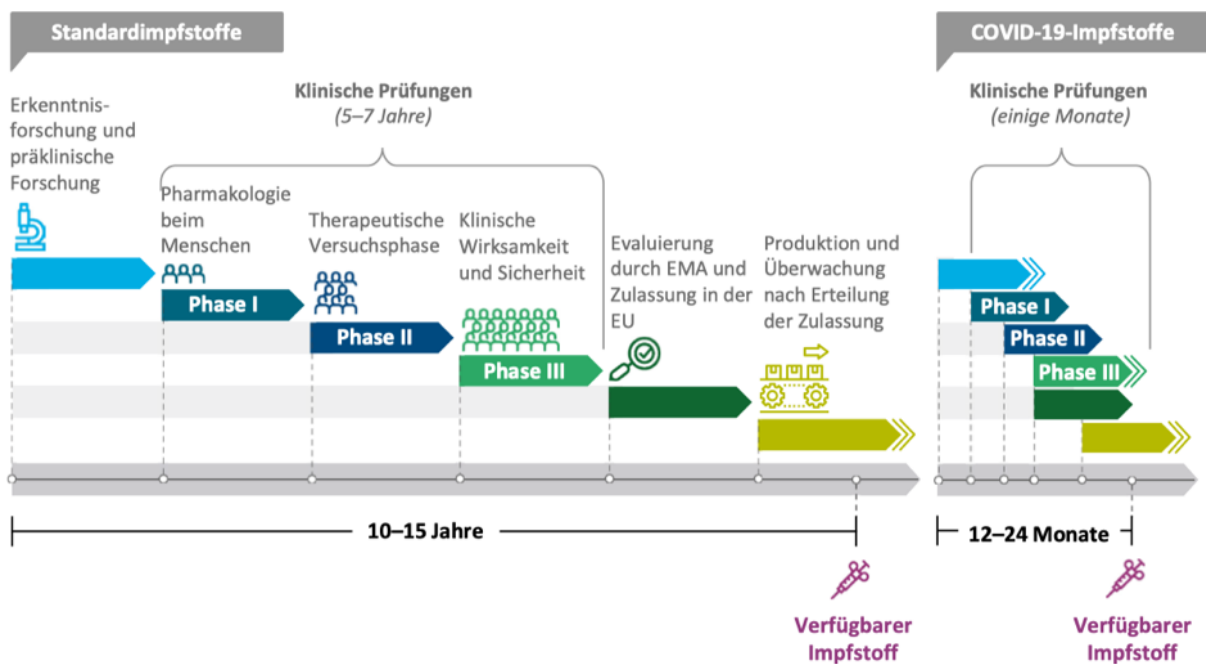 Standardimpfstoffe
COVID-19-Impfstoffe
Klinische Prüfungen
(5–7 Jahre)
Klinische Prüfungen
(einige Monate)
Erkenntnis-
forschung und
präklinische
Forschung
Pharmakologie
beim
Menschen
Therapeutische
Versuchsphase
Klinische
Wirksamkeit
und Sicherheit
Evaluierung
durch EMA und
Zulassung in der
EU
Produktion und
Überwachung
nach Erteilung
der Zulassung
Phase I
Phase II
Phase III
Phase I
Phase II
Phase III
10–15 Jahre
12–24 Monate
Verfügbarer
Impfstoff
Verfügbarer
Impfstoff